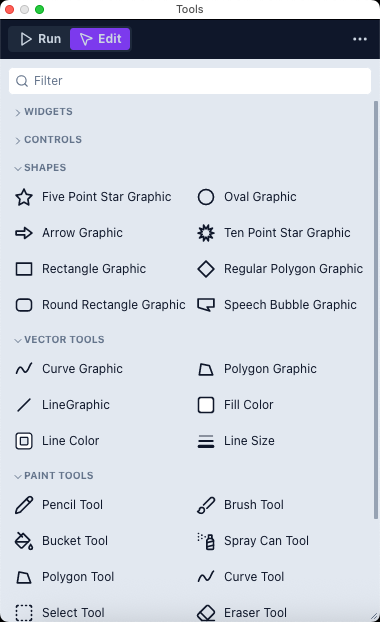 Tools
Run Edit
Filter
WIDGETS
CONTROLS
SHAPES
Five Point Star Graphic Oval Graphic
Arrow Graphic Ten Point Star Graphic
Rectangle Graphic Regular Polygon Graphic
Round Rectangle Graphic Speech Bubble Graphic
VECTOR TOOLS
Curve Graphic Polygon Graphic
LineGraphic Fill Color
Line Color Line Size
PAINT TOOLS
Pencil Tool Brush Tool
Bucket Tool Spray Can Tool
Polygon Tool Curve Tool
Select Tool Eraser Tool